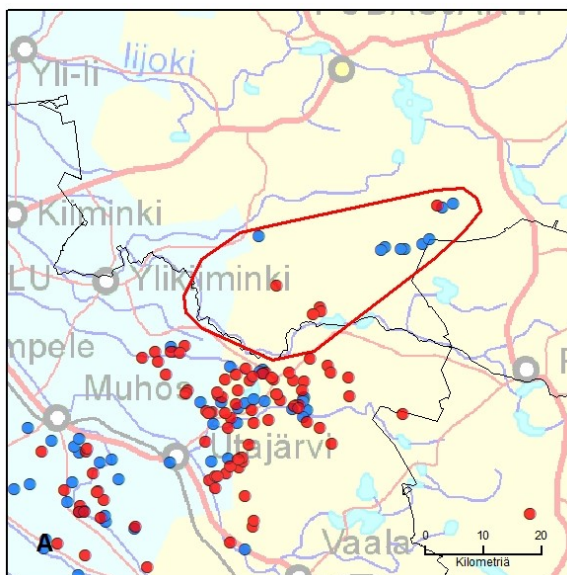 Yli-Ii
Iijoki
Kiiminki
LU
Ylikiiminki
mpele
Muhos
Utajärvi
Vaala
A
0 10 20
Kilometriä